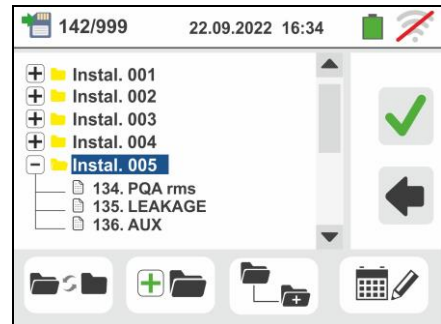 142/999 22.09.2022 16:34
Instal. 001
Instal. 002
Instal. 003
Instal. 004
Instal. 005
134. PQA rms
135. LEAKAGE
136. AUX